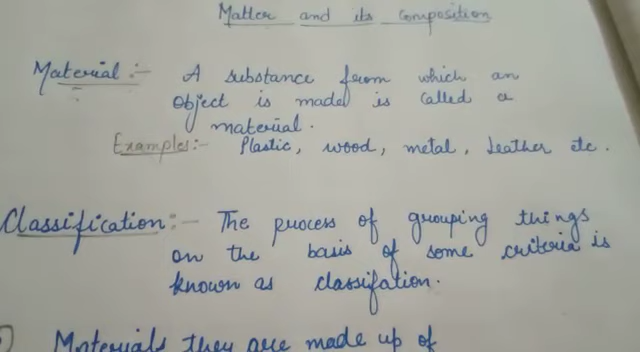 Matter and its composition
Material :- A substance from which an
object is made is called a
material.
Examples:- Plastic, wood, metal, Leather etc.
Classification :- The process of grouping things
on the basis of some criteria is
known as classifation.
Materials they are made up of